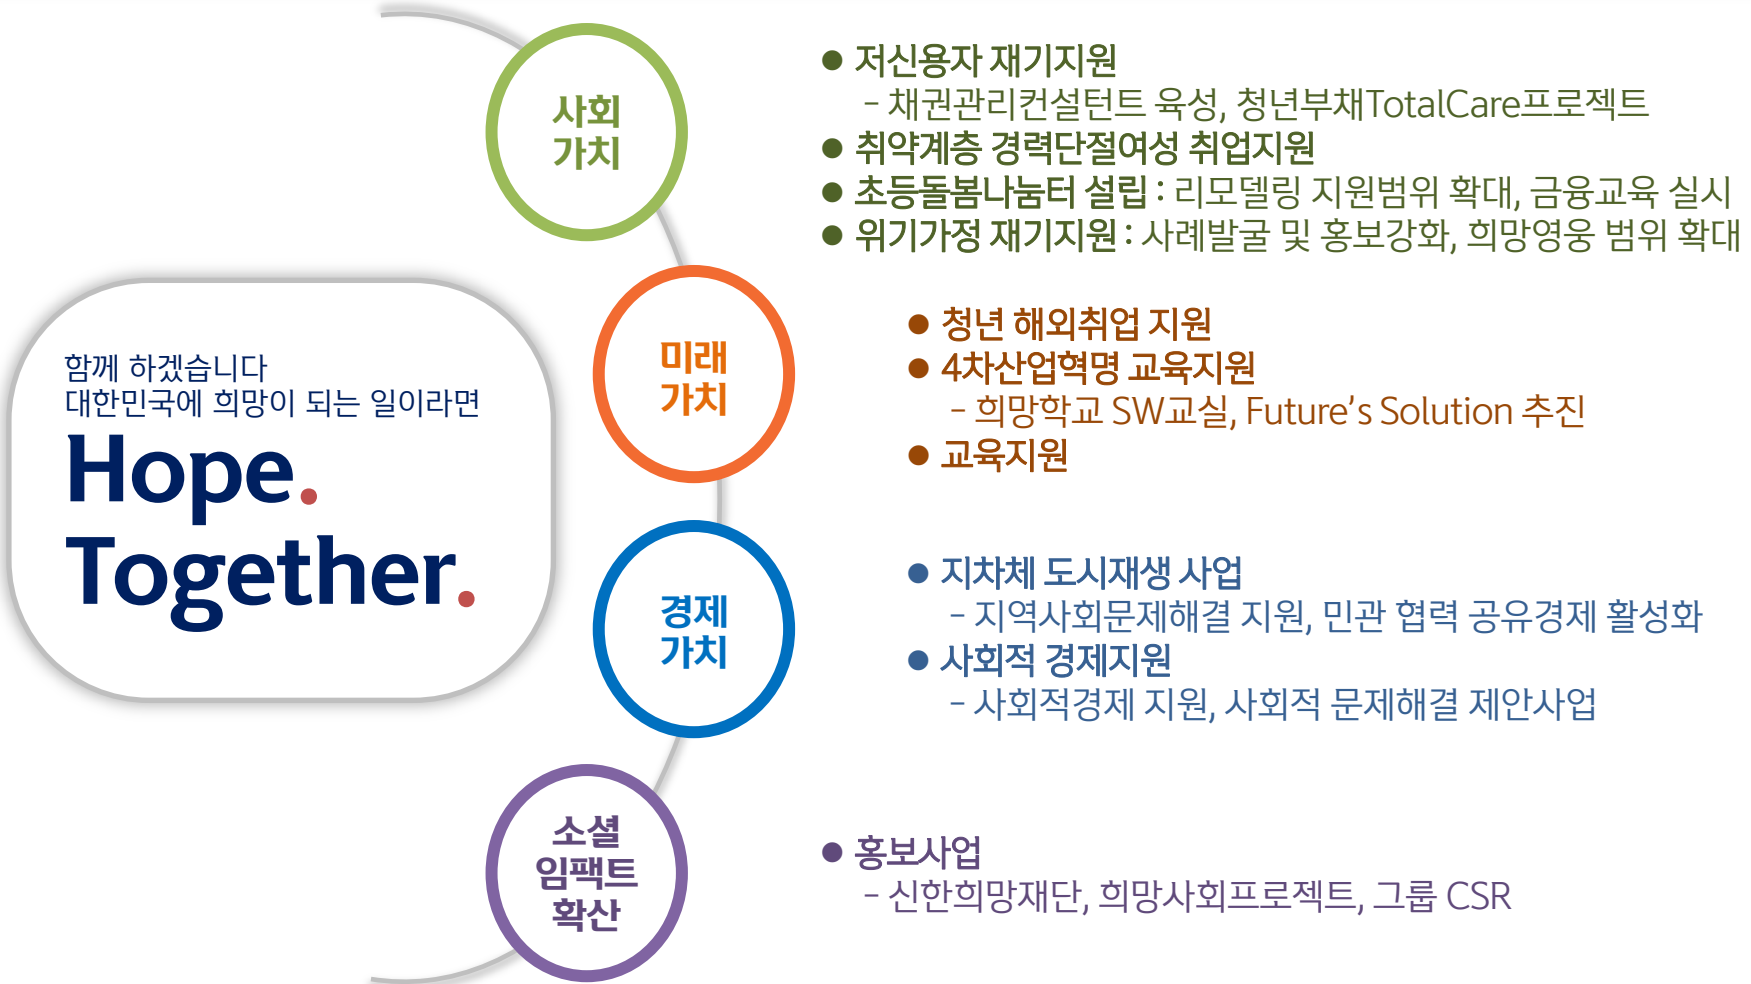 함께 하겠습니다
대한민국에 희망이 되는 일이라면
Hope.
Together.
사회
가치
● 저신용자 재기지원
- 채권관리컨설턴트 육성, 청년부채TotalCare프로젝트
● 취약계층 경력단절여성 취업지원
● 초등돌봄나눔터 설립 : 리모델링 지원범위 확대, 금융교육 실시
● 위기가정 재기지원 : 사례발굴 및 홍보강화, 희망영웅 범위 확대
미래
가치
● 청년 해외취업 지원
● 4차산업혁명 교육지원
- 희망학교 SW교실, Future's Solution 추진
● 교육지원
경제
가치
● 지차체 도시재생 사업
- 지역사회문제해결 지원, 민관 협력 공유경제 활성화
● 사회적 경제지원
- 사회적경제 지원, 사회적 문제해결 제안사업
소셜
임팩트
확산
● 홍보사업
- 신한희망재단, 희망사회프로젝트, 그룹 CSR